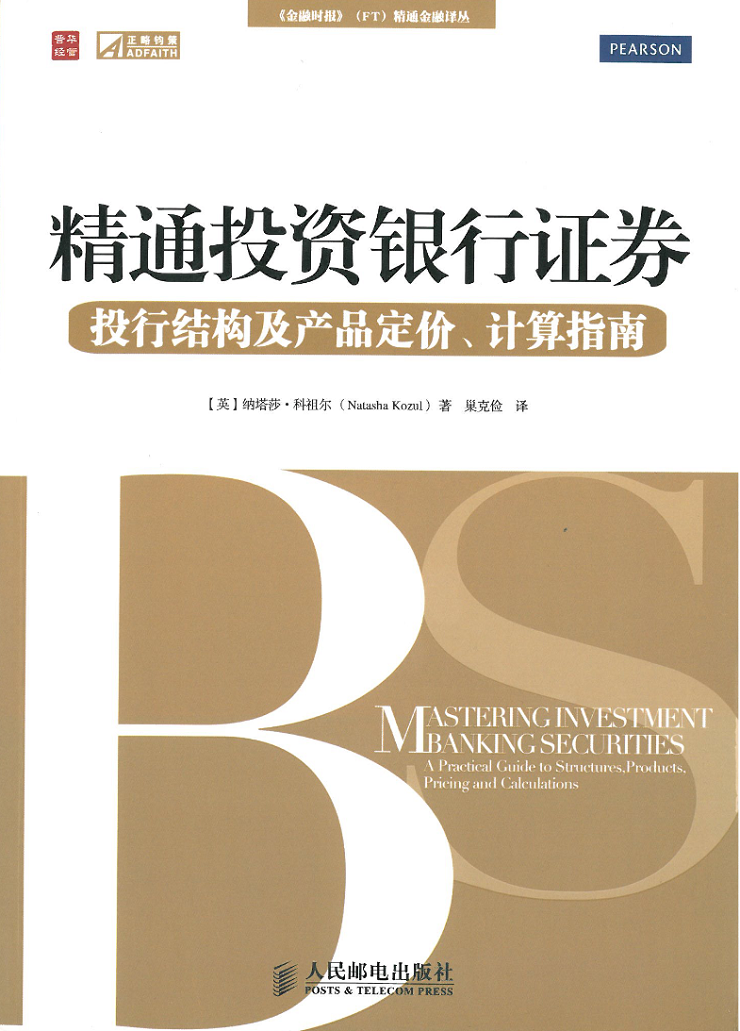 《金融时报》（FT）精通金融译丛
普华
经管
正略钧策
ADFAITH
PEARSON
精通投资银行证券
投行结构及产品定价、计算指南
【英】纳塔莎·科祖尔（Natasha Kozul）著 巢克俭 译
BS
MASTERING INVESTMENT
BANKING SECURITIES
A Practical Guide to Structures,Products,
Pricing and Calculations
人民邮电出版社
POSTS & TELECOM PRESS